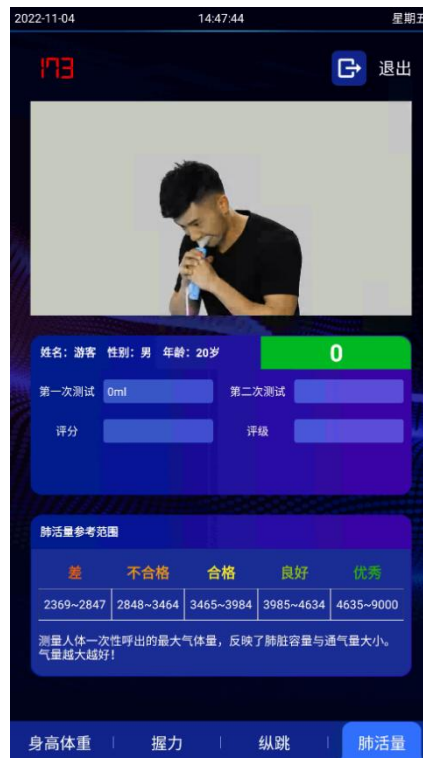 2022-11-04 14:47:44 星期五
173 退出
姓名：游客 性别：男 年龄：20岁 0
第一次测试 0ml 第二次测试
评分 评级
肺活量参考范围
差 不合格 合格 良好 优秀
2369~2847 2848~3464 3465~3984 3985~4634 4635~9000
测量人体一次性呼出的最大气体量，反映了肺脏容量与通气量大小。
气量越大越好！
身高体重 握力 纵跳 肺活量